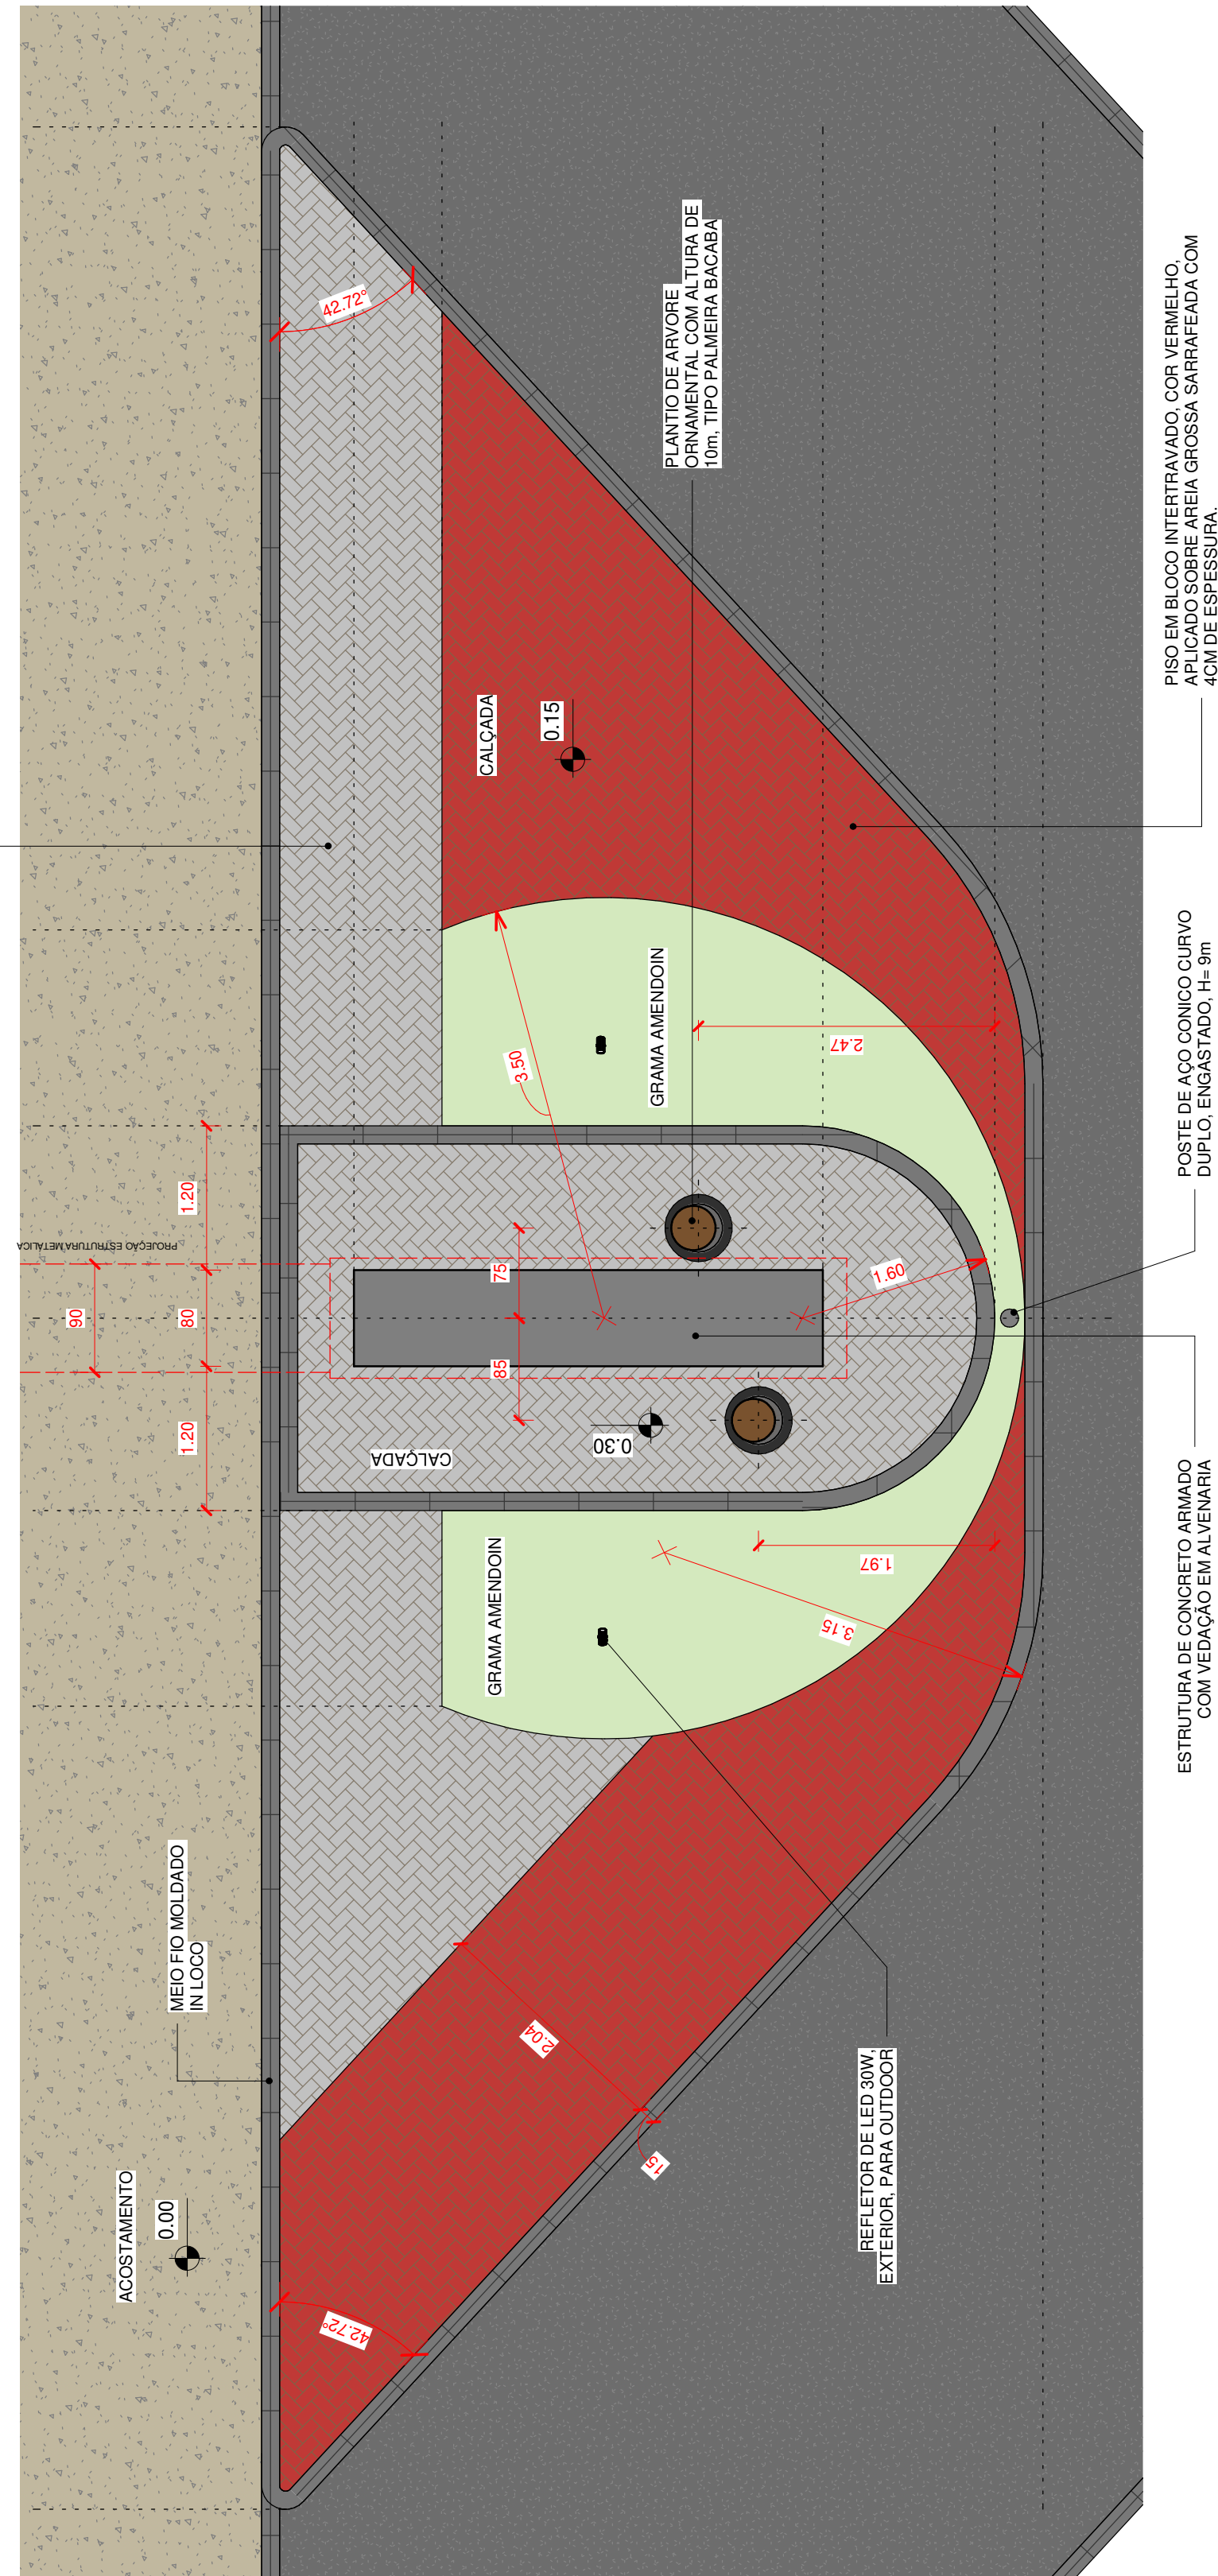 ACOSTAMENTO
0.00
MEIO FIO MOLDADO
IN LOCO
42.72°
2.04
15
GRAMA AMENDOIN
3.15
1.97
REFLETOR DE LED 30W,
EXTERIOR, PARA OUTDOOR
1.20
80
1.20
90
PROJEÇÃO ESTRUTURA METÁLICA
CALÇADA
0.30
85
75
1.60
3.50
GRAMA AMENDOIN
2.47
CALÇADA
0.15
42.72°
PLANTIO DE ARVORE
ORNAMENTAL COM ALTURA DE
10m, TIPO PALMEIRA BACABA
ESTRUTURA DE CONCRETO ARMADO
COM VEDAÇÃO EM ALVENARIA
POSTE DE AÇO CONICO CURVO
DUPLO, ENGASTADO, H= 9m
PISO EM BLOCO INTERTRAVADO, COR VERMELHO,
APLICADO SOBRE AREIA GROSSA SARRAFEADA COM
4CM DE ESPESSURA.